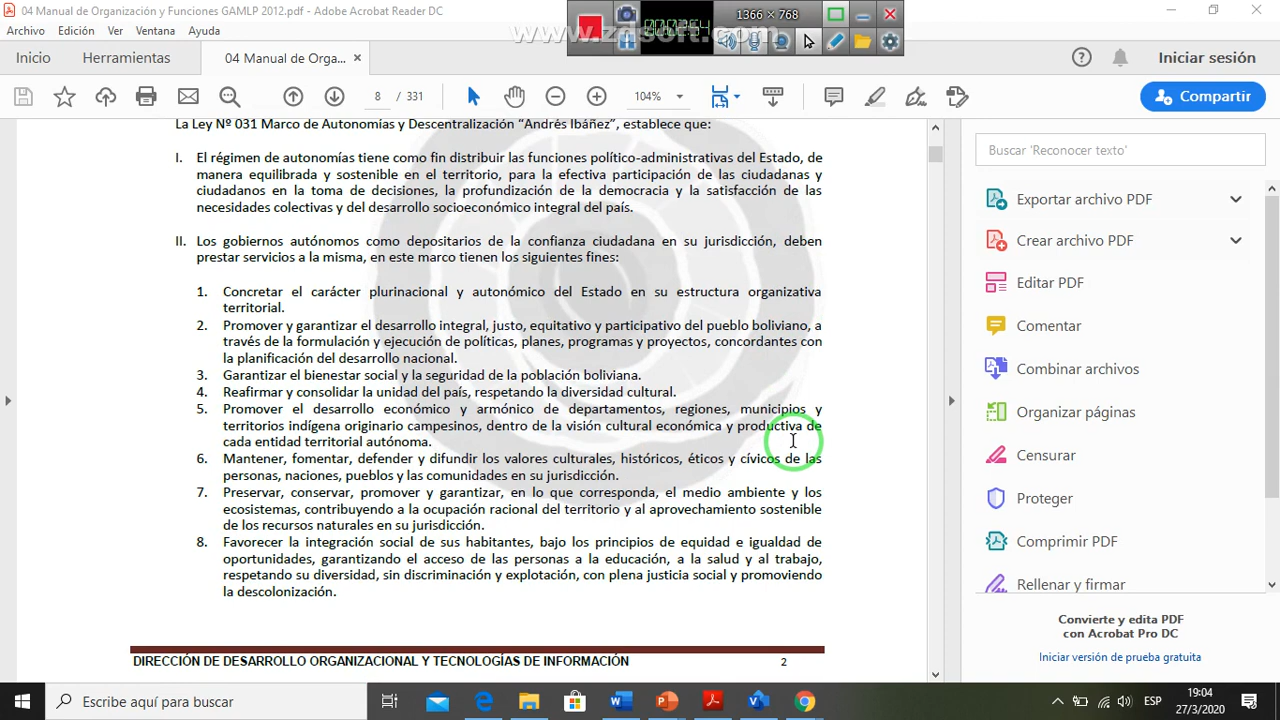 04 Manual de Organización y Funciones GAMLP 2012.pdf - Adobe Acrobat Reader DC
1366 × 768
00:02:54
www.zdsoft.com
Archivo Edición Ver Ventana Ayuda
Inicio Herramientas 04 Manual de Orga... × Iniciar sesión
8 / 331 104% Compartir
La Ley Nº 031 Marco de Autonomías y Descentralización “Andrés Ibáñez”, establece que:
I. El régimen de autonomías tiene como fin distribuir las funciones político-administrativas del Estado, de
manera equilibrada y sostenible en el territorio, para la efectiva participación de las ciudadanas y
ciudadanos en la toma de decisiones, la profundización de la democracia y la satisfacción de las
necesidades colectivas y del desarrollo socioeconómico integral del país.
II. Los gobiernos autónomos como depositarios de la confianza ciudadana en su jurisdicción, deben
prestar servicios a la misma, en este marco tienen los siguientes fines:
1. Concretar el carácter plurinacional y autonómico del Estado en su estructura organizativa
territorial.
2. Promover y garantizar el desarrollo integral, justo, equitativo y participativo del pueblo boliviano, a
través de la formulación y ejecución de políticas, planes, programas y proyectos, concordantes con
la planificación del desarrollo nacional.
3. Garantizar el bienestar social y la seguridad de la población boliviana.
4. Reafirmar y consolidar la unidad del país, respetando la diversidad cultural.
5. Promover el desarrollo económico y armónico de departamentos, regiones, municipios y
territorios indígena originario campesinos, dentro de la visión cultural económica y productiva de
cada entidad territorial autónoma.
6. Mantener, fomentar, defender y difundir los valores culturales, históricos, éticos y cívicos de las
personas, naciones, pueblos y las comunidades en su jurisdicción.
7. Preservar, conservar, promover y garantizar, en lo que corresponda, el medio ambiente y los
ecosistemas, contribuyendo a la ocupación racional del territorio y al aprovechamiento sostenible
de los recursos naturales en su jurisdicción.
8. Favorecer la integración social de sus habitantes, bajo los principios de equidad e igualdad de
oportunidades, garantizando el acceso de las personas a la educación, a la salud y al trabajo,
respetando su diversidad, sin discriminación y explotación, con plena justicia social y promoviendo
la descolonización.
DIRECCIÓN DE DESARROLLO ORGANIZACIONAL Y TECNOLOGÍAS DE INFORMACIÓN 2
Buscar 'Reconocer texto'
Exportar archivo PDF
Crear archivo PDF
Editar PDF
Comentar
Combinar archivos
Organizar páginas
Censurar
Proteger
Comprimir PDF
Rellenar y firmar
Convierte y edita PDF
con Acrobat Pro DC
Iniciar versión de prueba gratuita
Escribe aquí para buscar
ESP
19:04
27/3/2020